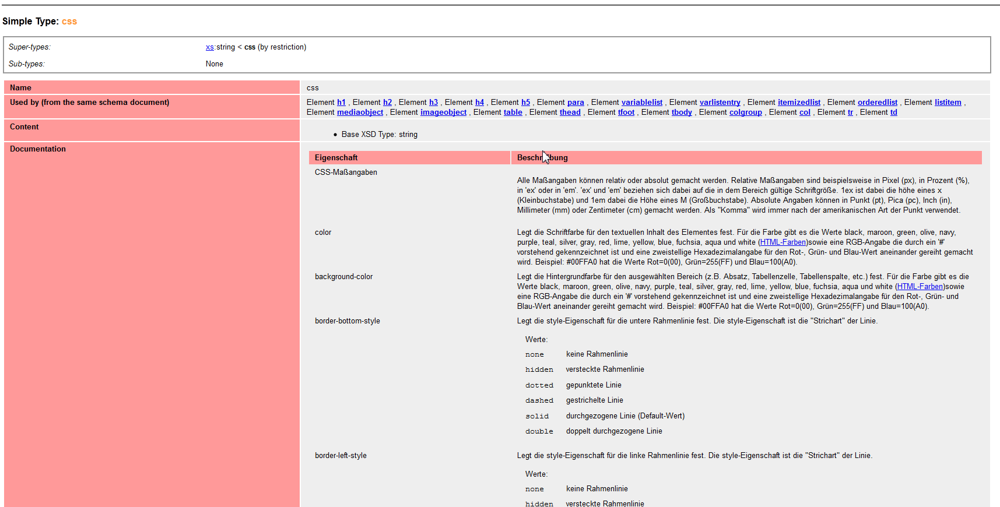 Simple Type: css
Super-types: xs:string < css (by restriction)
Sub-types: None
Name css
Used by (from the same schema document) Element h1 , Element h2 , Element h3 , Element h4 , Element h5 , Element para , Element variablelist , Element varlistentry , Element itemizedlist , Element orderedlist , Element listitem ,
Element mediaobject , Element imageobject , Element table , Element thead , Element tfoot , Element tbody , Element colgroup , Element col , Element tr , Element td
Content
• Base XSD Type: string
Documentation
Eigenschaft Beschreibung
CSS-Maßangaben
Alle Maßangaben können relativ oder absolut gemacht werden. Relative Maßangaben sind beispielsweise in Pixel (px), in Prozent (%),
in 'ex' oder in 'em'. 'ex' und 'em' beziehen sich dabei auf die in dem Bereich gültige Schriftgröße. 1ex ist dabei die höhe eines x
(Kleinbuchstabe) und 1em dabei die Höhe eines M (Großbuchstabe). Absolute Angaben können in Punkt (pt), Pica (pc), Inch (in),
Millimeter (mm) oder Zentimeter (cm) gemacht werden. Als "Komma" wird immer nach der amerikanischen Art der Punkt verwendet.
color Legt die Schriftfarbe für den textuellen Inhalt des Elementes fest. Für die Farbe gibt es die Werte black, maroon, green, olive, navy,
purple, teal, silver, gray, red, lime, yellow, blue, fuchsia, aqua und white (HTML-Farben)sowie eine RGB-Angabe die durch ein '#'
vorstehend gekennzeichnet ist und eine zweistellige Hexadezimalangabe für den Rot-, Grün- und Blau-Wert aneinander gereiht gemacht
wird. Beispiel: #00FFA0 hat die Werte Rot=0(00), Grün=255(FF) und Blau=100(A0).
background-color Legt die Hintergrundfarbe für den ausgewählten Bereich (z.B. Absatz, Tabellenzelle, Tabellenspalte, etc.) fest. Für die Farbe gibt es die
Werte black, maroon, green, olive, navy, purple, teal, silver, gray, red, lime, yellow, blue, fuchsia, aqua und white (HTML-Farben)sowie
eine RGB-Angabe die durch ein '#' vorstehend gekennzeichnet ist und eine zweistellige Hexadezimalangabe für den Rot-, Grün- und
Blau-Wert aneinander gereiht gemacht wird. Beispiel: #00FFA0 hat die Werte Rot=0(00), Grün=255(FF) und Blau=100(A0).
border-bottom-style Legt die style-Eigenschaft für die untere Rahmenlinie fest. Die style-Eigenschaft ist die "Strichart" der Linie.
Werte:
none keine Rahmenlinie
hidden versteckte Rahmenlinie
dotted gepunktete Linie
dashed gestrichelte Linie
solid durchgezogene Linie (Default-Wert)
double doppelt durchgezogene Linie
border-left-style Legt die style-Eigenschaft für die linke Rahmenlinie fest. Die style-Eigenschaft ist die "Strichart" der Linie.
Werte:
none keine Rahmenlinie
hidden versteckte Rahmenlinie